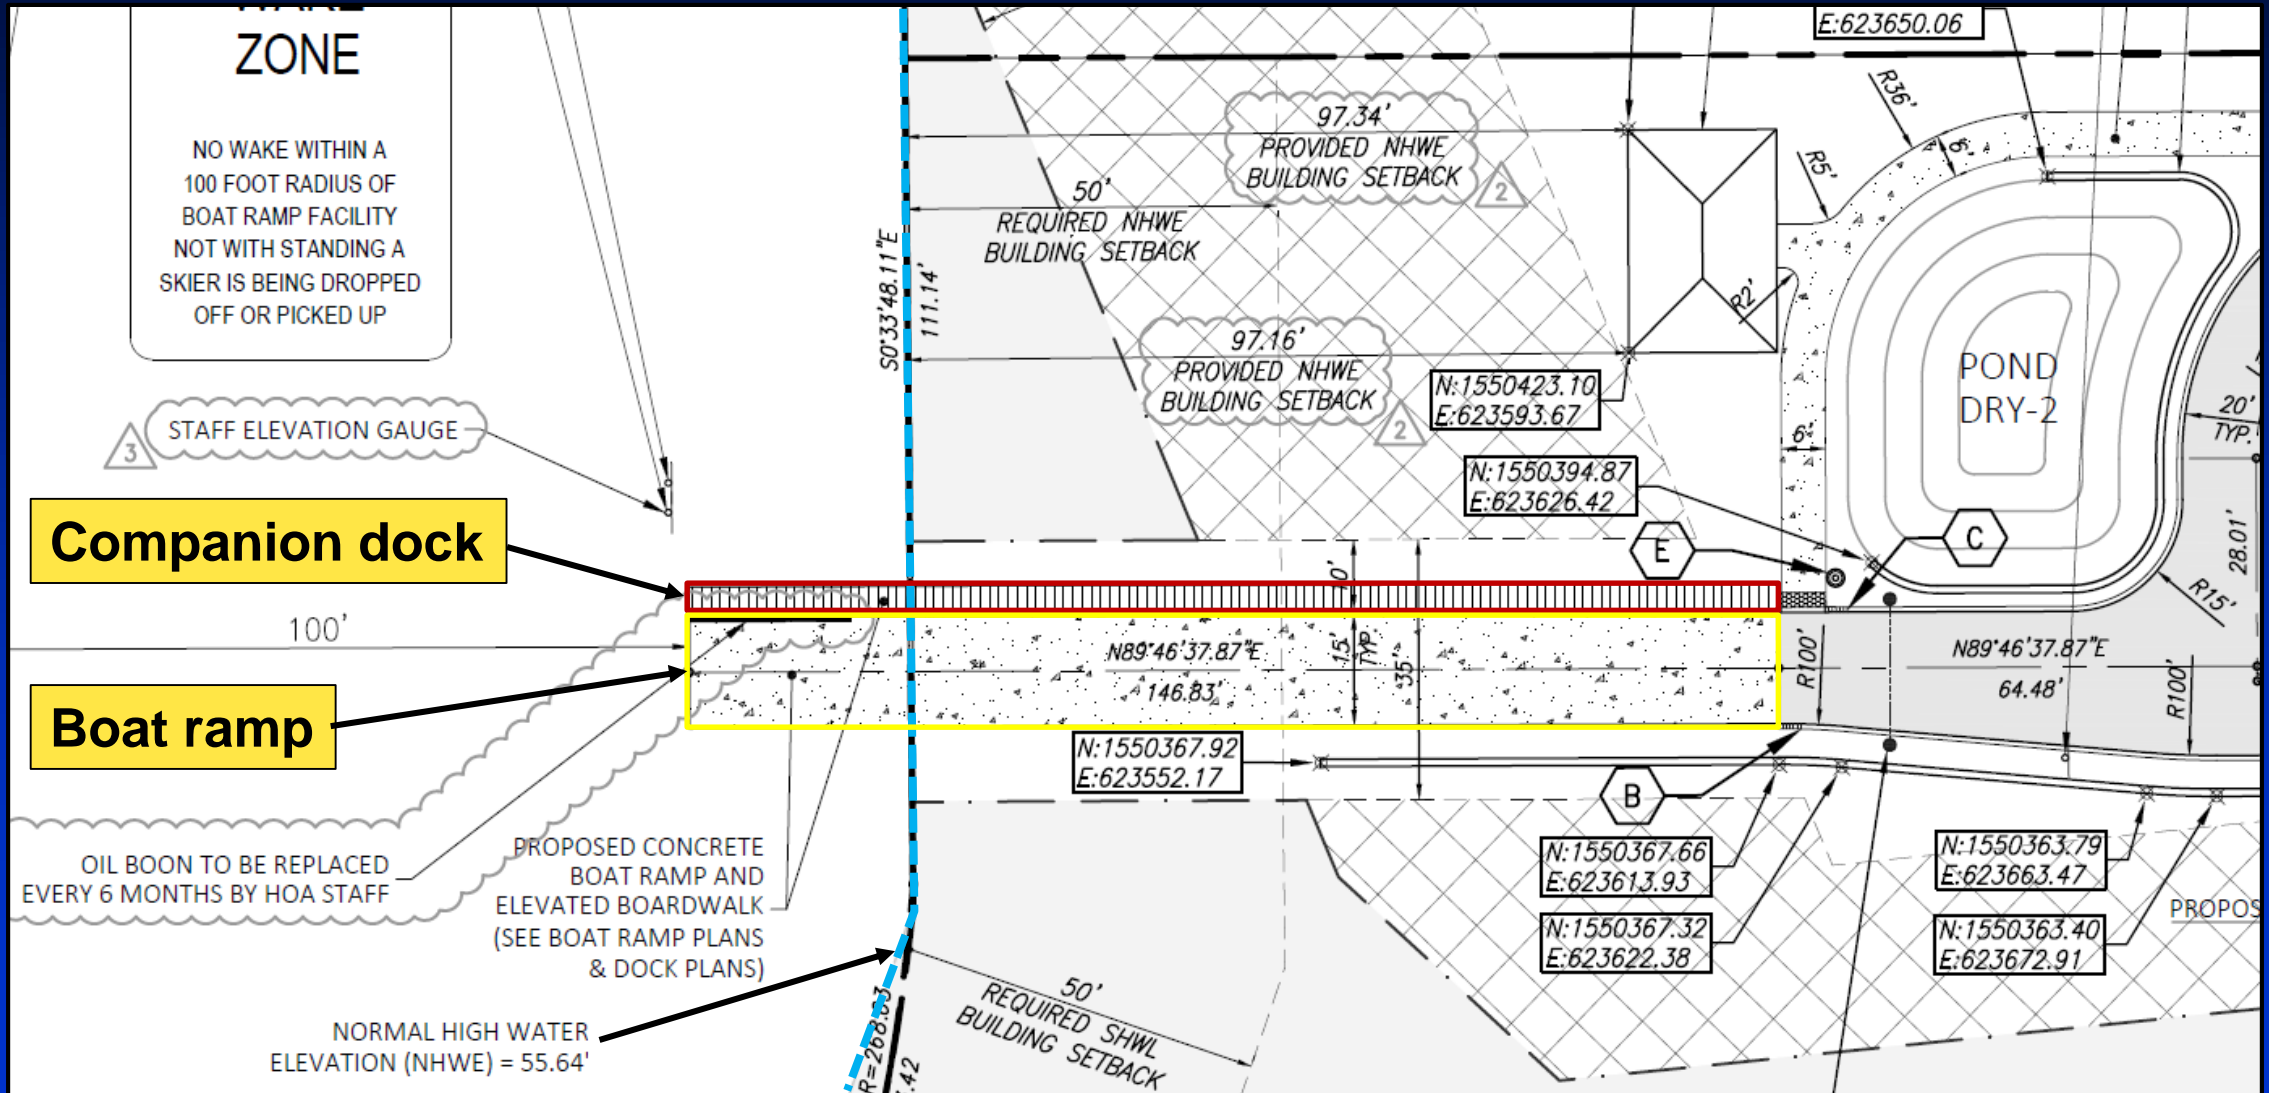 ZONE
NO WAKE WITHIN A
100 FOOT RADIUS OF
BOAT RAMP FACILITY
NOT WITH STANDING A
SKIER IS BEING DROPPED
OFF OR PICKED UP
STAFF ELEVATION GAUGE
3
Companion dock
100'
Boat ramp
OIL BOON TO BE REPLACED
EVERY 6 MONTHS BY HOA STAFF
PROPOSED CONCRETE
BOAT RAMP AND
ELEVATED BOARDWALK
(SEE BOAT RAMP PLANS
& DOCK PLANS)
NORMAL HIGH WATER
ELEVATION (NHWE) = 55.64'
S0°33'48.11"E
111.14'
97.34'
PROVIDED NHWE
BUILDING SETBACK
2
50'
REQUIRED NHWE
BUILDING SETBACK
97.16'
PROVIDED NHWE
BUILDING SETBACK
2
E:623650.06
R36'
6'
R5'
R2'
N:1550423.10
E:623593.67
N:1550394.87
E:623626.42
POND
DRY-2
6'
20'
TYP.
28.01'
E
C
R15'
10'
15'
TYP
35'
N89°46'37.87"E
146.83'
R100'
N89°46'37.87"E
64.48'
R100'
N:1550367.92
E:623552.17
B
N:1550367.66
E:623613.93
N:1550367.32
E:623622.38
N:1550363.79
E:623663.47
N:1550363.40
E:623672.91
PROPOS
50'
REQUIRED SHWL
BUILDING SETBACK
R=268.03
.42